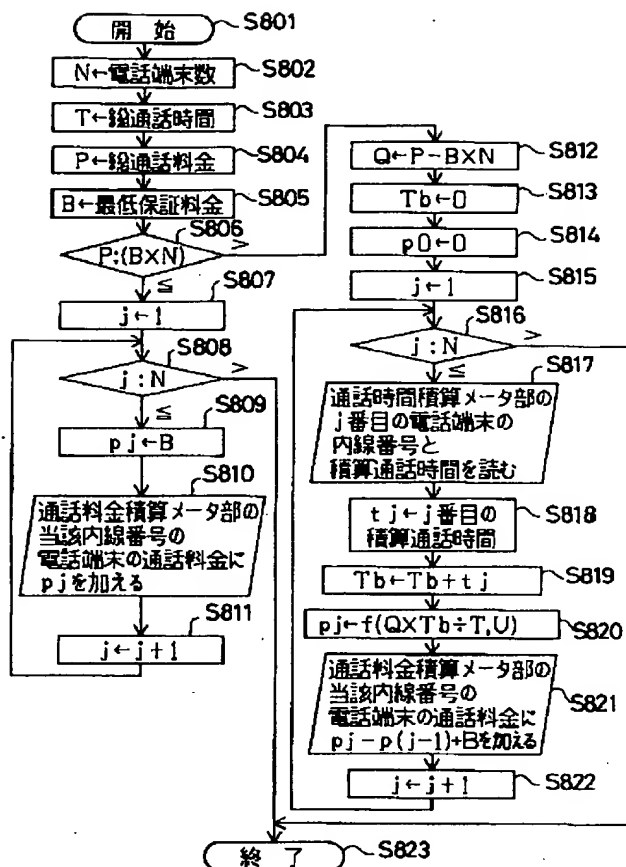 開始
S801
N←電話端末数
S802
T←総通話時間
S803
P←総通話料金
S804
B←最低保証料金
S805
P:(B×N)
S806
>
≦
j←1
S807
j:N
S808
>
≦
pj←B
S809
通話料金積算メータ部の
当該内線番号の
電話端末の通話料金に
pjを加える
S810
j←j+1
S811
Q←P-B×N
S812
Tb←0
S813
p0←0
S814
j←1
S815
j:N
S816
>
≦
通話時間積算メータ部の
j番目の電話端末の
内線番号と
積算通話時間を読む
S817
tj←j番目の
積算通話時間
S818
Tb←Tb+tj
S819
pj←f(Q×Tb÷T,U)
S820
通話料金積算メータ部の
当該内線番号の
電話端末の通話料金に
pj-p(j-1)+Bを加える
S821
j←j+1
S822
終了
S823